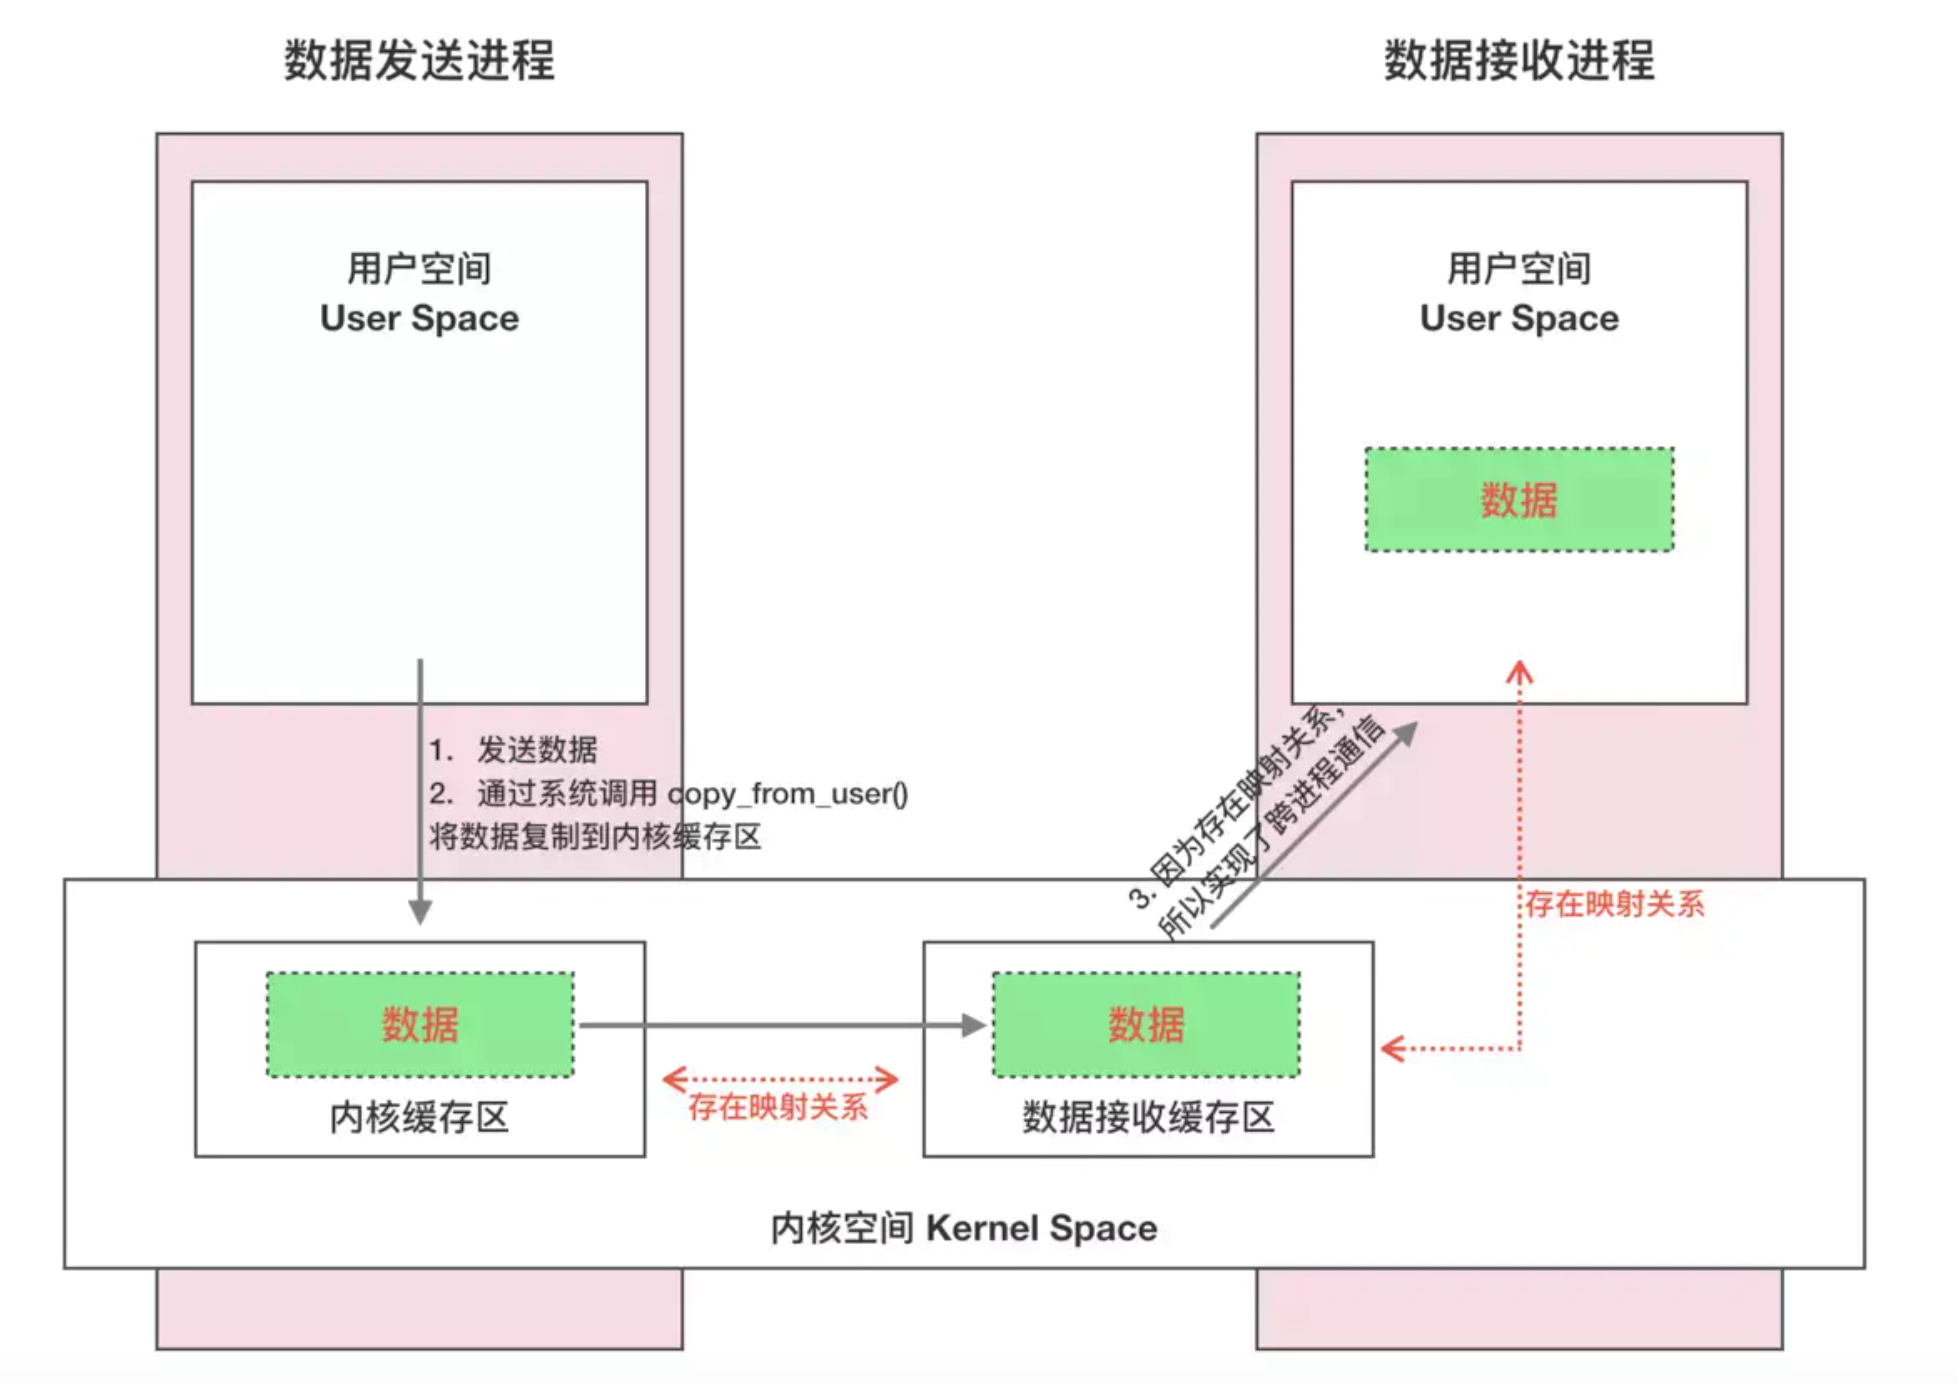 数据发送进程
数据接收进程
用户空间
User Space
用户空间
User Space
数据
1. 发送数据
2. 通过系统调用 copy_from_user()
将数据复制到内核缓存区
3. 因为存在映射关系，
所以实现了跨进程通信
存在映射关系
数据
内核缓存区
存在映射关系
数据
数据接收缓存区
内核空间 Kernel Space